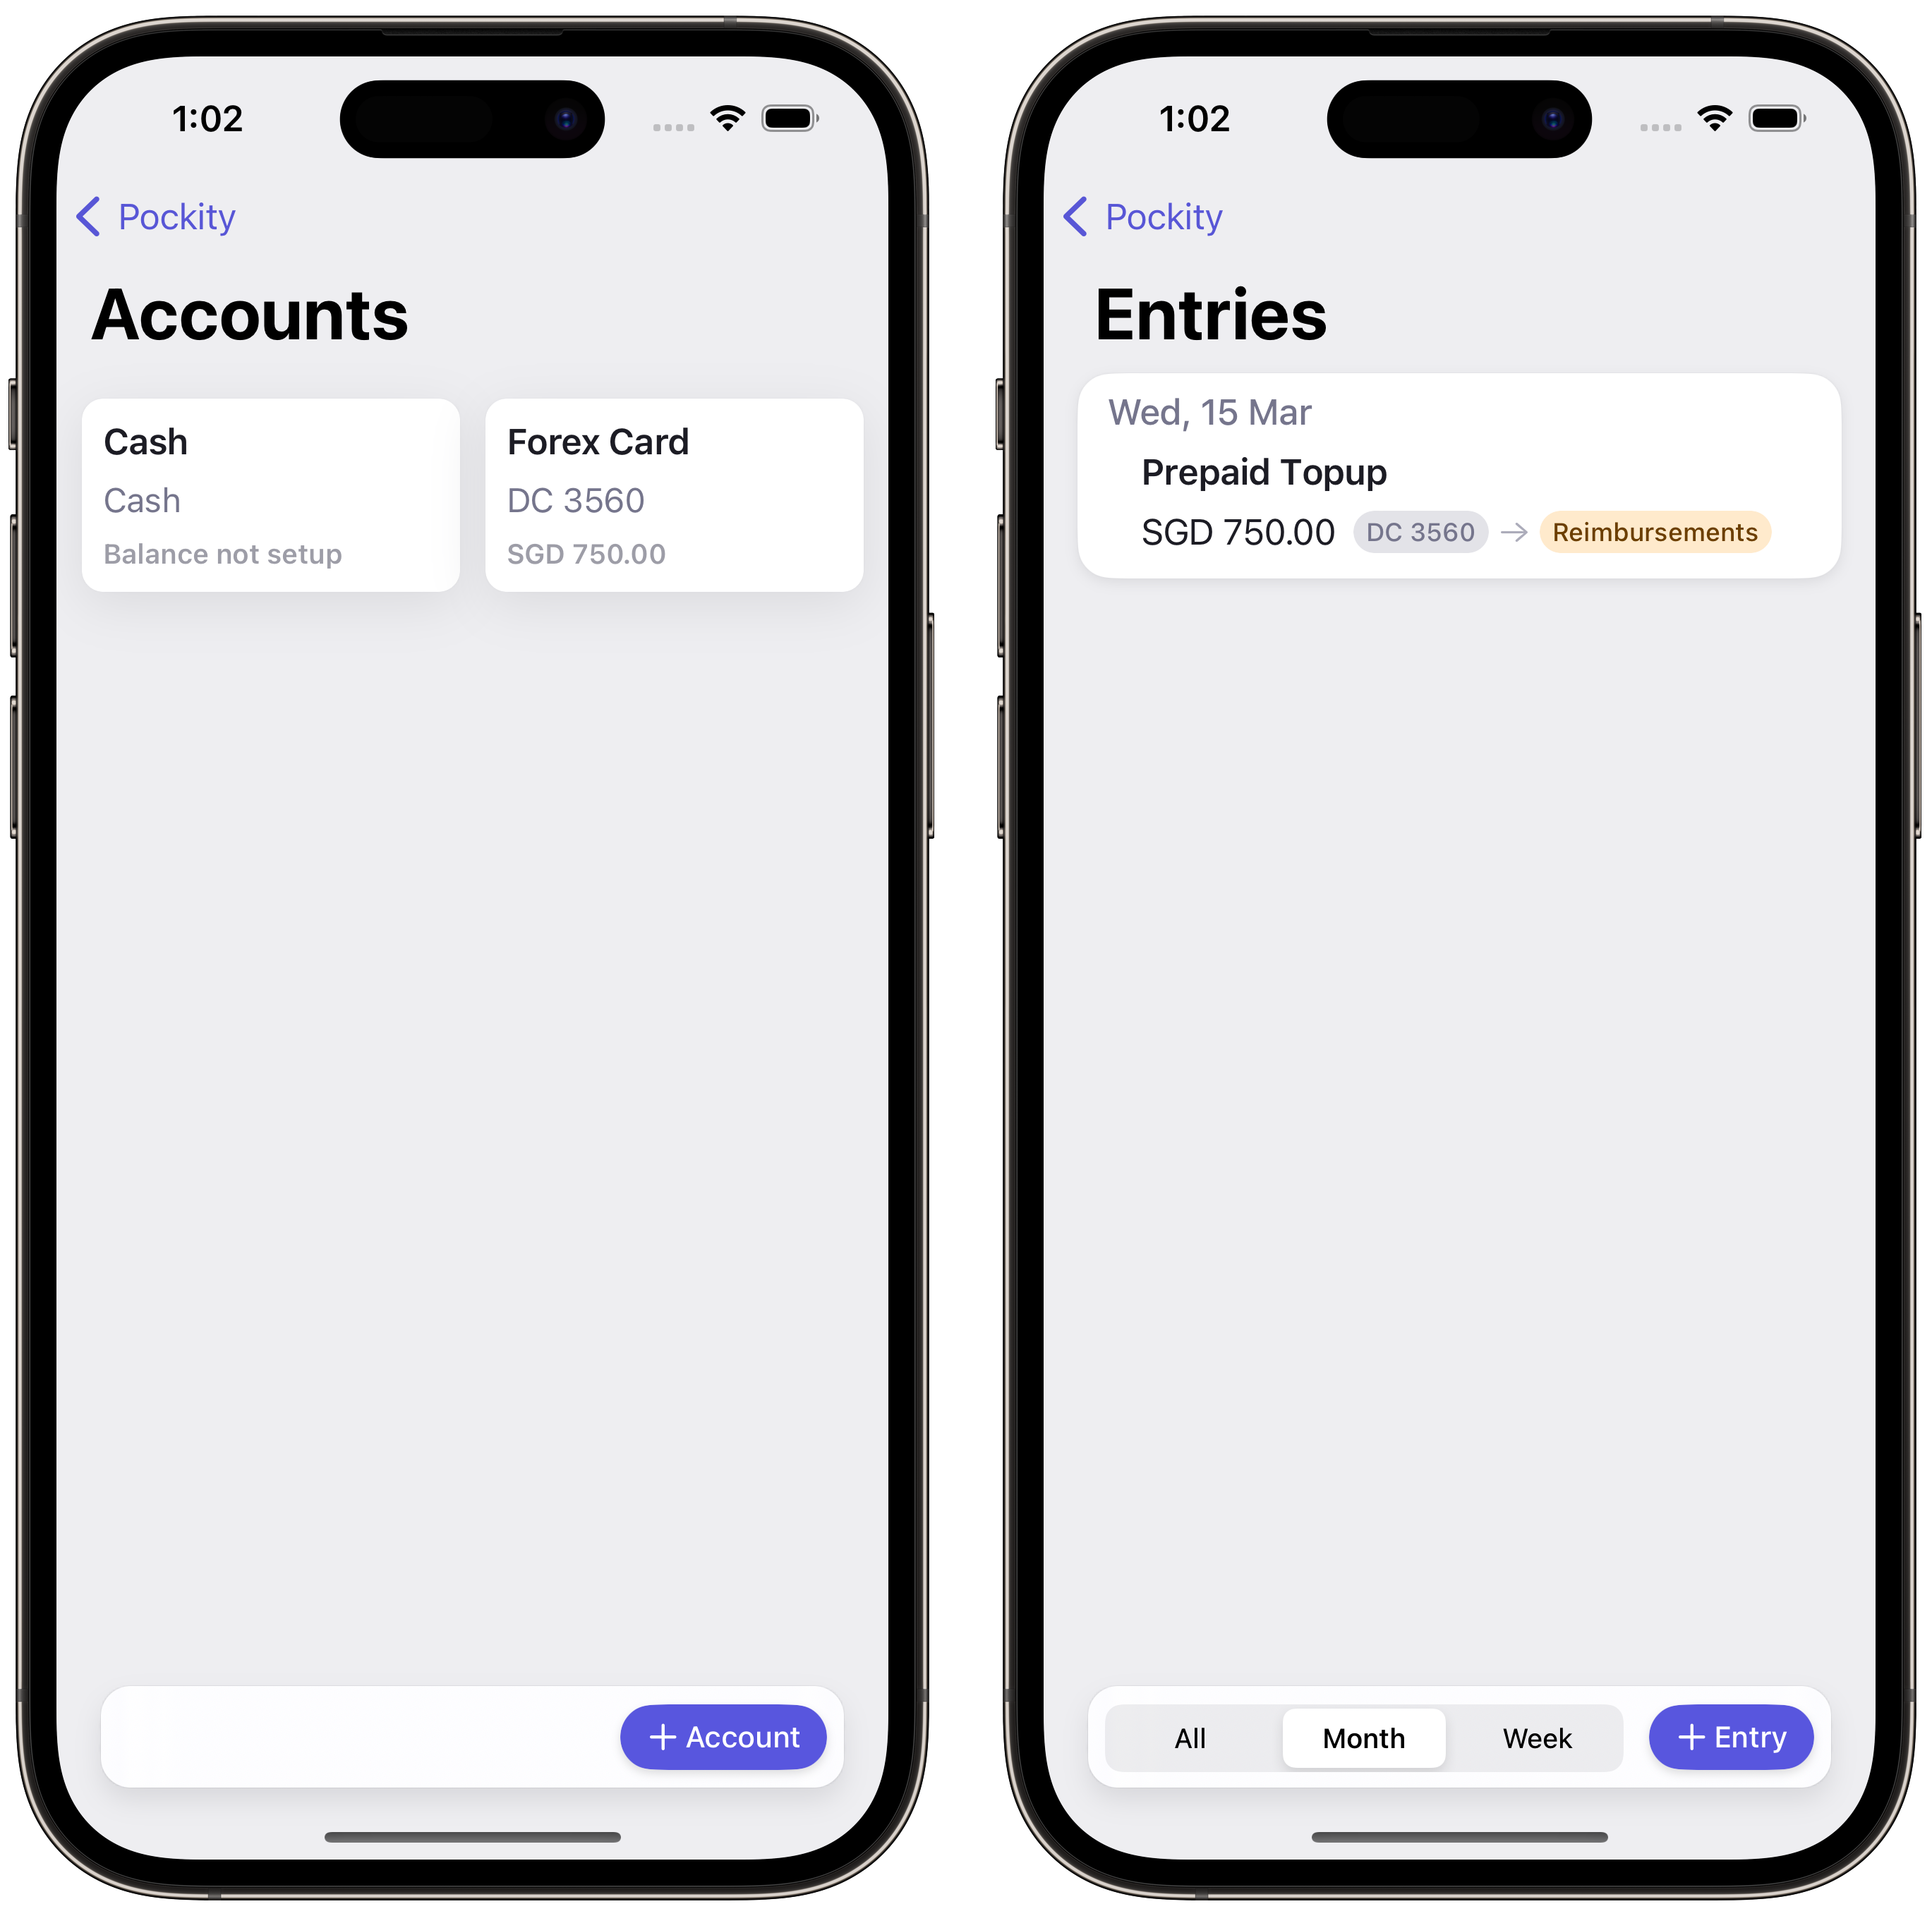 1:02
Pockity
Accounts
Cash
Cash
Balance not setup
Forex Card
DC 3560
SGD 750.00
+ Account
1:02
Pockity
Entries
Wed, 15 Mar
Prepaid Topup
SGD 750.00 DC 3560 → Reimbursements
All Month Week + Entry